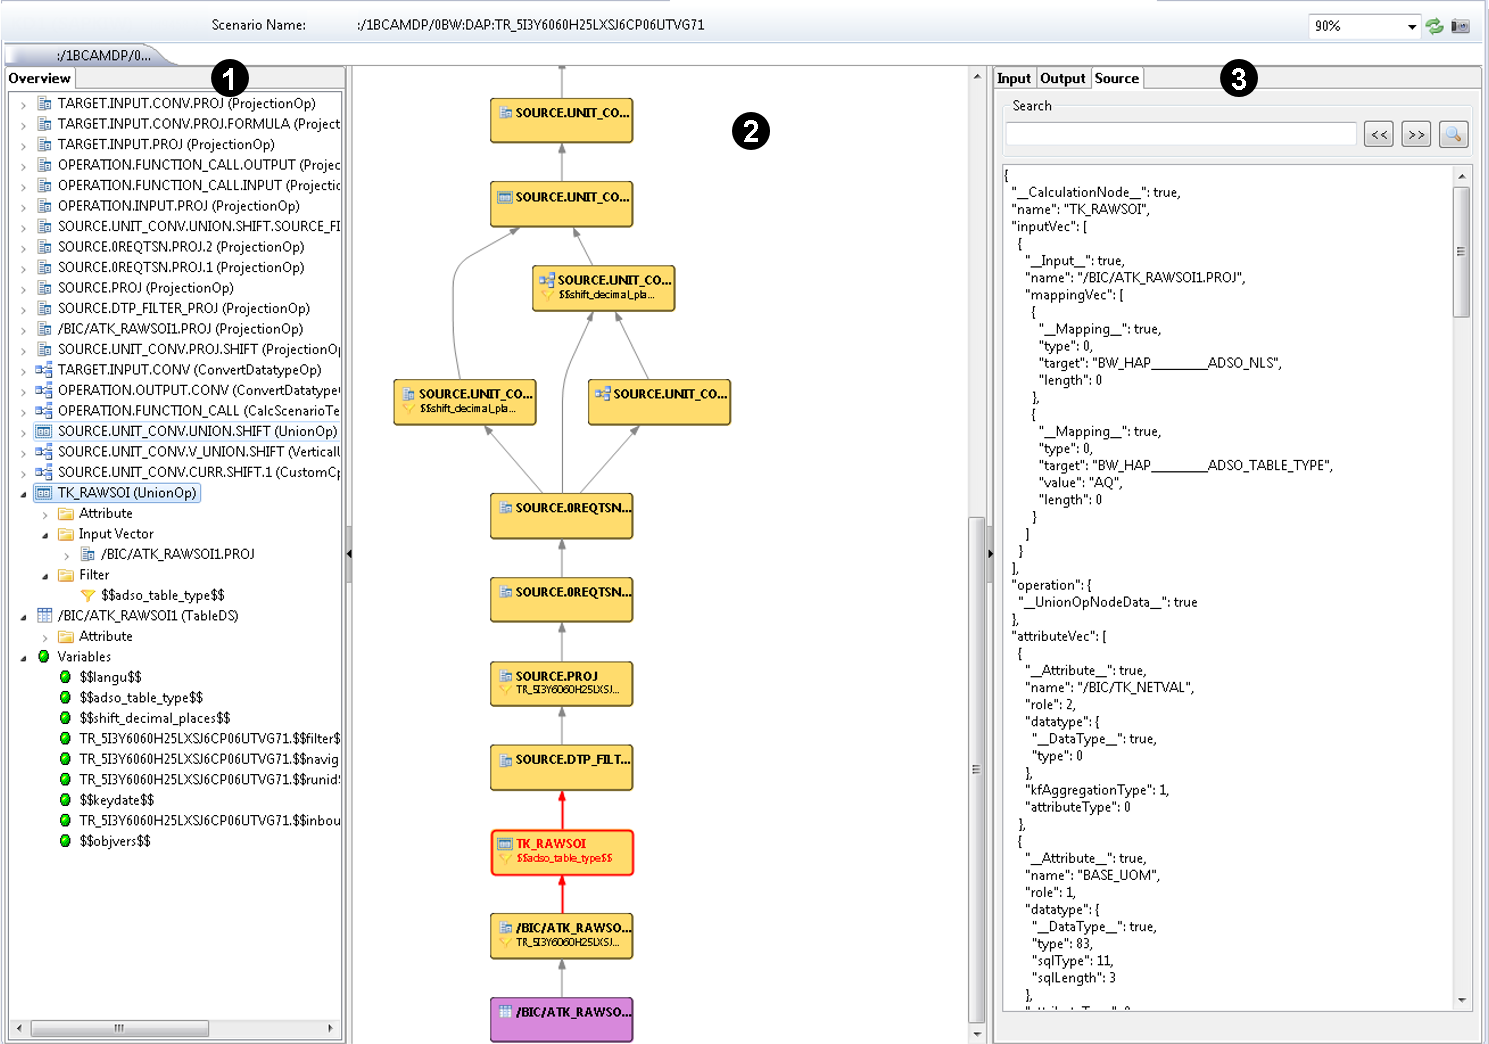 Scenario Name: :/1BCAMDP/0BW:DAP:TR_5I3Y6060H25LXSJ6CP06UTVG71
90%
:/1BCAMDP/0...
Overview
1
TARGET.INPUT.CONV.PROJ (ProjectionOp)
TARGET.INPUT.CONV.PROJ.FORMULA (Project
TARGET.INPUT.PROJ (ProjectionOp)
OPERATION.FUNCTION_CALL.OUTPUT (Projec
OPERATION.FUNCTION_CALL.INPUT (Projectic
OPERATION.INPUT.PROJ (ProjectionOp)
SOURCE.UNIT_CONV.UNION.SHIFT.SOURCE_FI
SOURCE.0REQTSN.PROJ.2 (ProjectionOp)
SOURCE.0REQTSN.PROJ.1 (ProjectionOp)
SOURCE.PROJ (ProjectionOp)
SOURCE.DTP_FILTER_PROJ (ProjectionOp)
/BIC/ATK_RAWSOI1.PROJ (ProjectionOp)
SOURCE.UNIT_CONV.PROJ.SHIFT (ProjectionO
TARGET.INPUT.CONV (ConvertDatatypeOp)
OPERATION.OUTPUT.CONV (ConvertDatatype
OPERATION.FUNCTION_CALL (CalcScenarioTe
SOURCE.UNIT_CONV.UNION.SHIFT (UnionOp)
SOURCE.UNIT_CONV.V_UNION.SHIFT (Vertical
SOURCE.UNIT_CONV.CURR.SHIFT.1 (CustomCp
TK_RAWSOI (UnionOp)
Attribute
Input Vector
/BIC/ATK_RAWSOI1.PROJ
Filter
$$adso_table_type$$
/BIC/ATK_RAWSOI1 (TableDS)
Attribute
Variables
$$langu$$
$$adso_table_type$$
$$shift_decimal_places$$
TR_5I3Y6060H25LXSJ6CP06UTVG71.$$filter$
TR_5I3Y6060H25LXSJ6CP06UTVG71.$$navig
TR_5I3Y6060H25LXSJ6CP06UTVG71.$$runid
$$keydate$$
TR_5I3Y6060H25LXSJ6CP06UTVG71.$$inbou
$$objvers$$
2
SOURCE.UNIT_CO...
SOURCE.UNIT_CO...
SOURCE.UNIT_CO...
$$shift_decimal_pla...
SOURCE.UNIT_CO...
$$shift_decimal_pla...
SOURCE.UNIT_CO...
SOURCE.0REQTSN...
SOURCE.0REQTSN...
SOURCE.PROJ
TR_5I3Y6060H25LXSJ...
SOURCE.DTP_FILT...
TK_RAWSOI
$$adso_table_type$$
/BIC/ATK_RAWSO...
TR_5I3Y6060H25LXSJ...
/BIC/ATK_RAWSO...
Input Output Source
3
Search
<< >>
{
"__CalculationNode__": true,
"name": "TK_RAWSOI",
"inputVec": [
{
"__Input__": true,
"name": "/BIC/ATK_RAWSOI1.PROJ",
"mappingVec": [
{
"__Mapping__": true,
"type": 0,
"target": "BW_HAP_________ADSO_NLS",
"length": 0
},
{
"__Mapping__": true,
"type": 0,
"target": "BW_HAP_________ADSO_TABLE_TYPE",
"value": "AQ",
"length": 0
}
]
}
],
"operation": {
"__UnionOpNodeData__": true
},
"attributeVec": [
{
"__Attribute__": true,
"name": "/BIC/TK_NETVAL",
"role": 2,
"datatype": {
"__DataType__": true,
"type": 0
},
"kfAggregationType": 1,
"attributeType": 0
},
{
"__Attribute__": true,
"name": "BASE_UOM",
"role": 1,
"datatype": {
"__DataType__": true,
"type": 83,
"sqlType": 11,
"sqlLength": 3
},